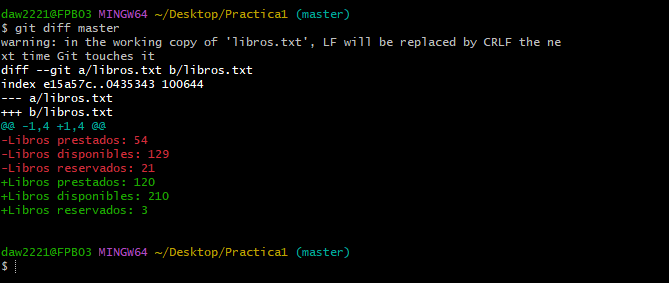 daw2221@FPB03 MINGW64 ~/Desktop/Practica1 (master)
$ git diff master
warning: in the working copy of 'libros.txt', LF will be replaced by CRLF the ne
xt time Git touches it
diff --git a/libros.txt b/libros.txt
index e15a57c..0435343 100644
--- a/libros.txt
+++ b/libros.txt
@@ -1,4 +1,4 @@
-Libros prestados: 54
-Libros disponibles: 129
-Libros reservados: 21
+Libros prestados: 120
+Libros disponibles: 210
+Libros reservados: 3
daw2221@FPB03 MINGW64 ~/Desktop/Practica1 (master)
$